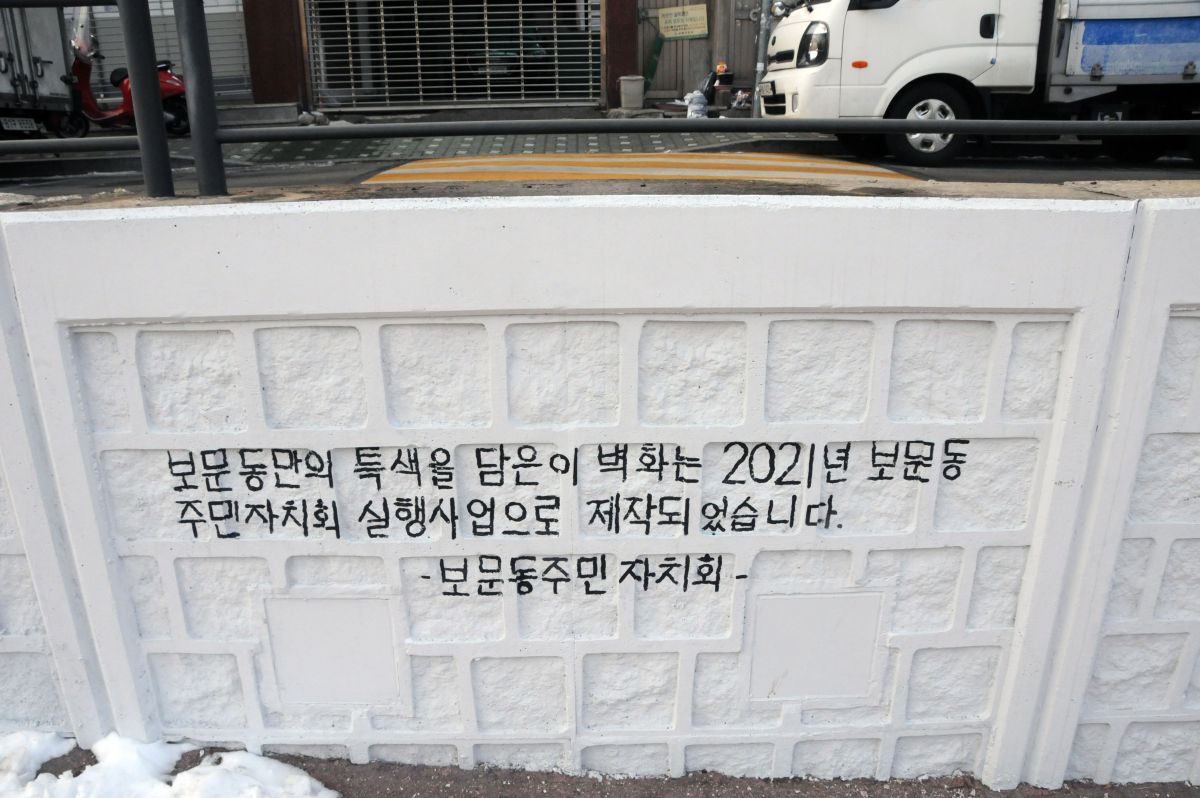 보문동만의 특색을 담은이 벽화는 2021년 보문동
주민자치회 실행사업으로 제작되었습니다.
-보문동주민자치회-